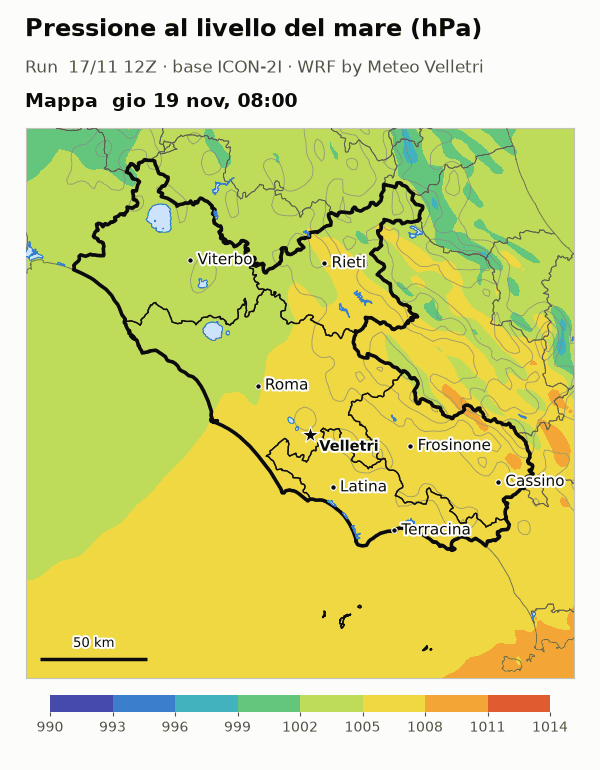 Pressione al livello del mare (hPa)
Run  17/11 12Z · base ICON-2I · WRF by Meteo Velletri
Mappa  gio 19 nov, 08:00
Viterbo
Rieti
Roma
Velletri
Frosinone
Latina
Cassino
Terracina
50 km
990 993 996 999 1002 1005 1008 1011 1014